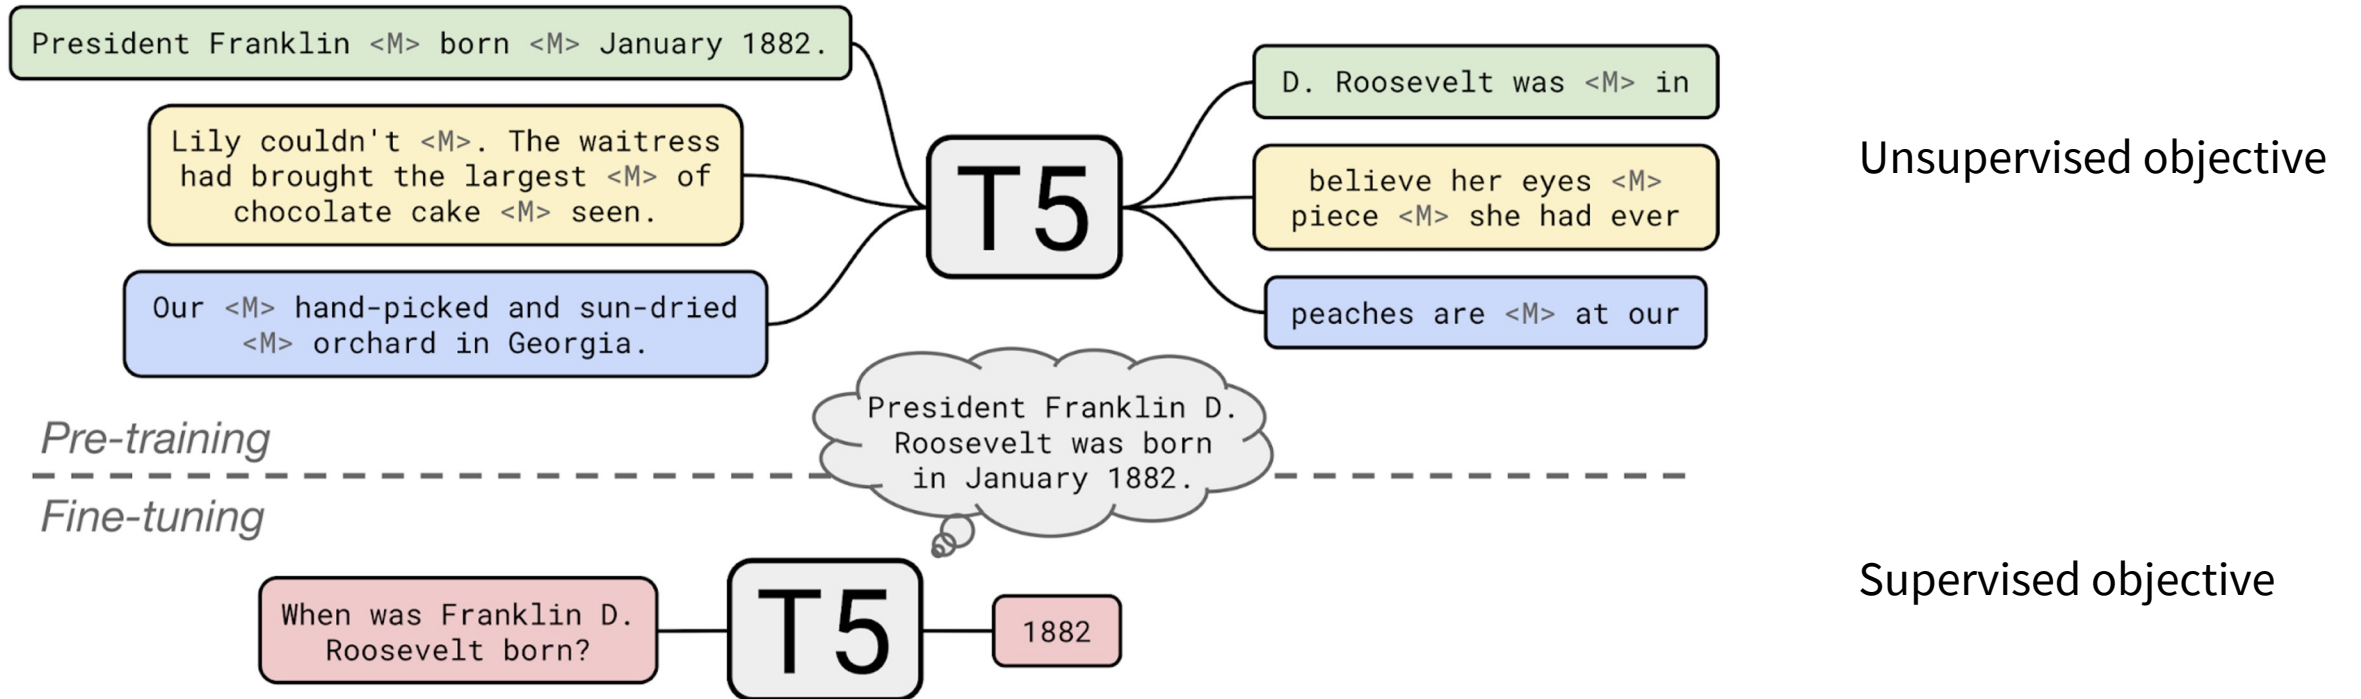 President Franklin <M> born <M> January 1882.
Lily couldn't <M>. The waitress
had brought the largest <M> of
chocolate cake <M> seen.
Our <M> hand-picked and sun-dried
<M> orchard in Georgia.
T5
D. Roosevelt was <M> in
believe her eyes <M>
piece <M> she had ever
peaches are <M> at our
Unsupervised objective
President Franklin D.
Roosevelt was born
in January 1882.
Pre-training
Fine-tuning
When was Franklin D.
Roosevelt born?
T5
1882
Supervised objective